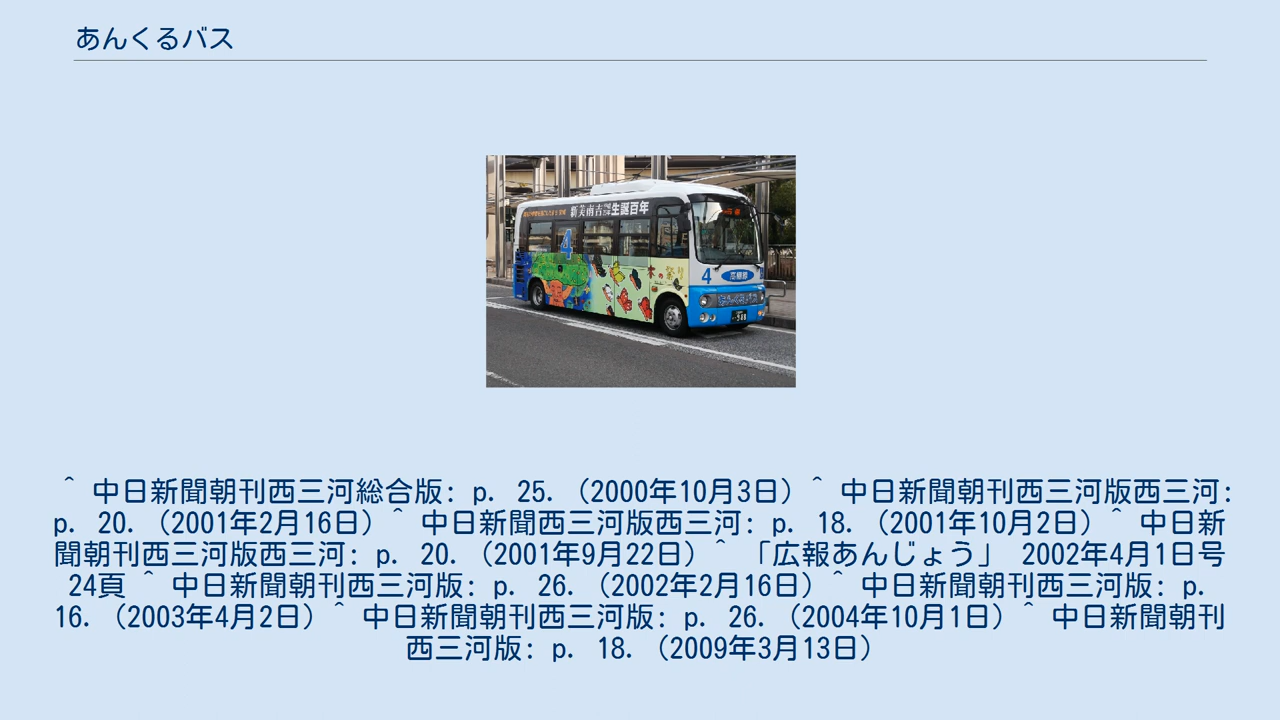 あんくるバス
新美南吉生誕百年
4
4
^ 中日新聞朝刊西三河総合版: p. 25. （2000年10月3日）^ 中日新聞朝刊西三河版西三河:
p. 20. （2001年2月16日）^ 中日新聞西三河版西三河: p. 18. （2001年10月2日）^ 中日新
聞朝刊西三河版西三河: p. 20. （2001年9月22日）^ 「広報あんじょう」 2002年4月1日号
24頁 ^ 中日新聞朝刊西三河版: p. 26. （2002年2月16日）^ 中日新聞朝刊西三河版: p.
16. （2003年4月2日）^ 中日新聞朝刊西三河版: p. 26. （2004年10月1日）^ 中日新聞朝刊
西三河版: p. 18. （2009年3月13日）